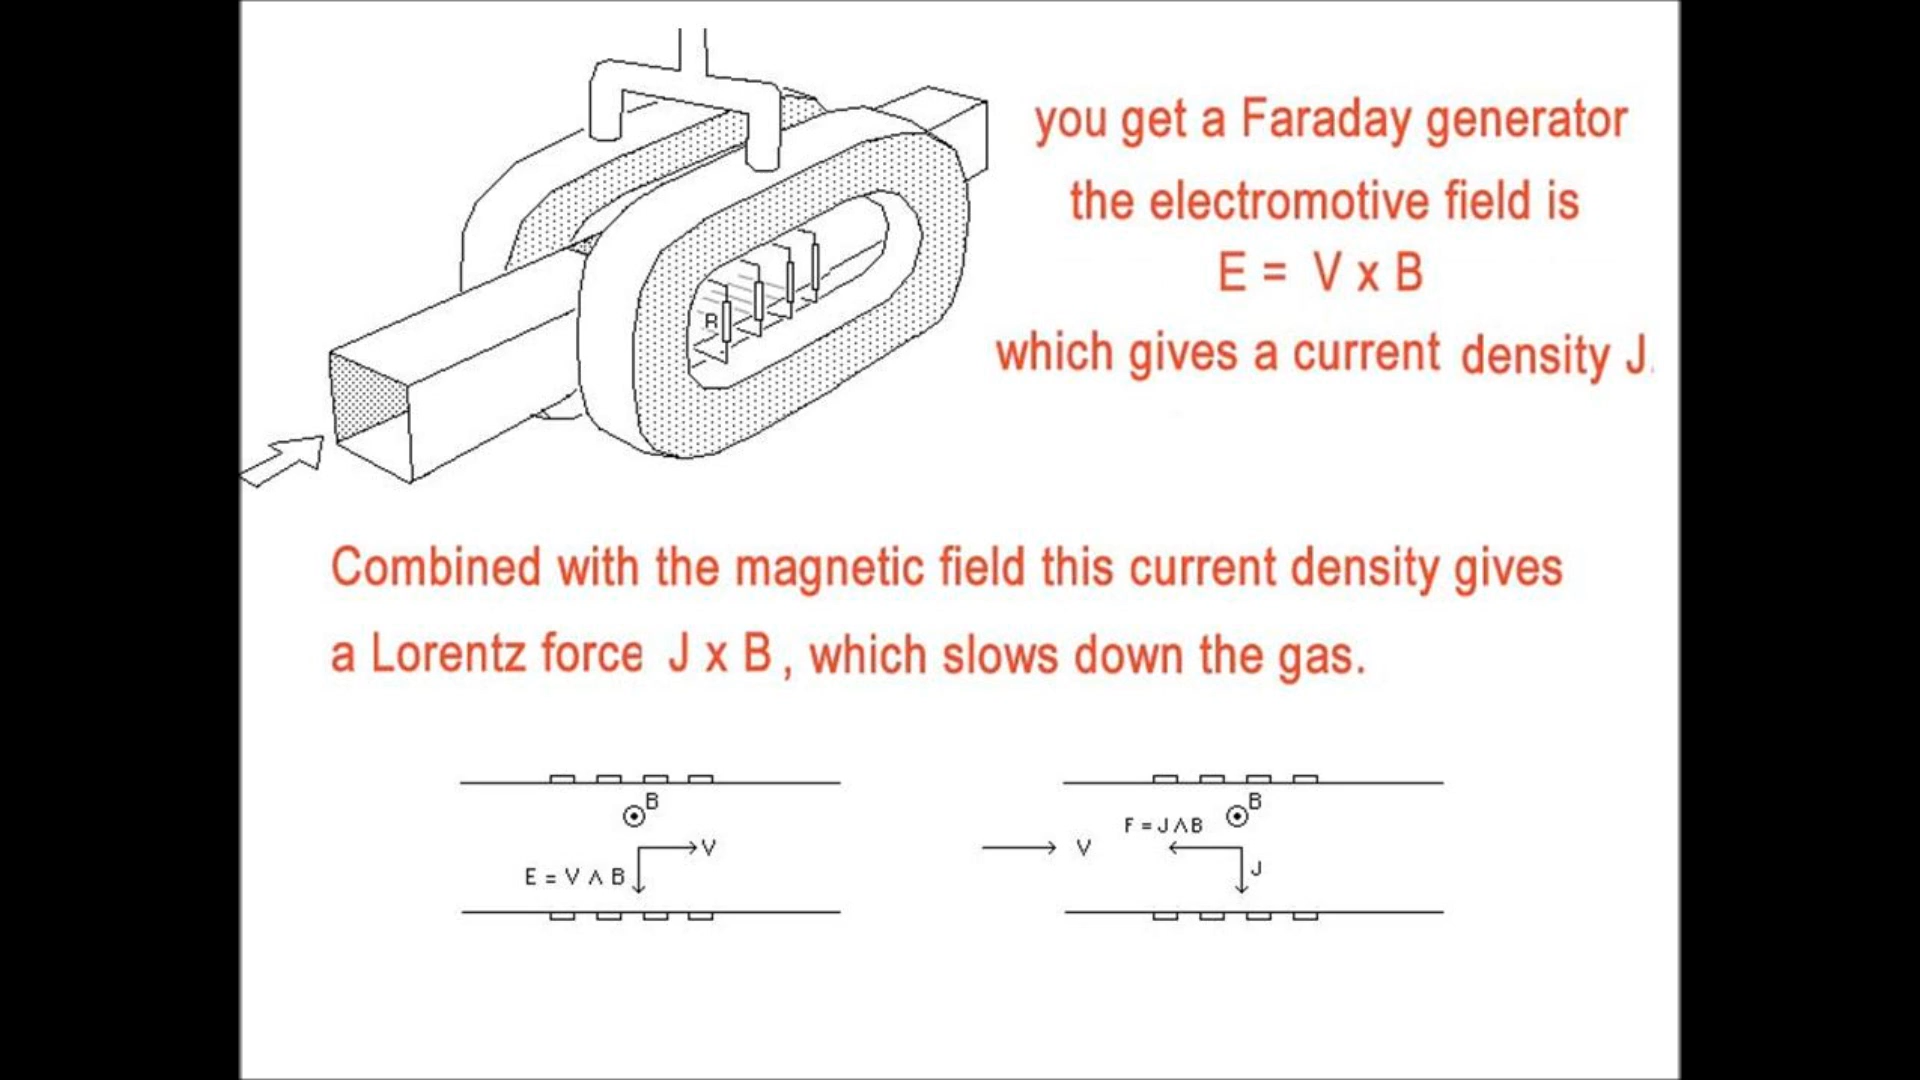 you get a Faraday generator
the electromotive field is
E = V x B
which gives a current density J.
R
Combined with the magnetic field this current density gives
a Lorentz force J x B, which slows down the gas.
B
V
E = V ∧ B
B
F = J∧B
V
J